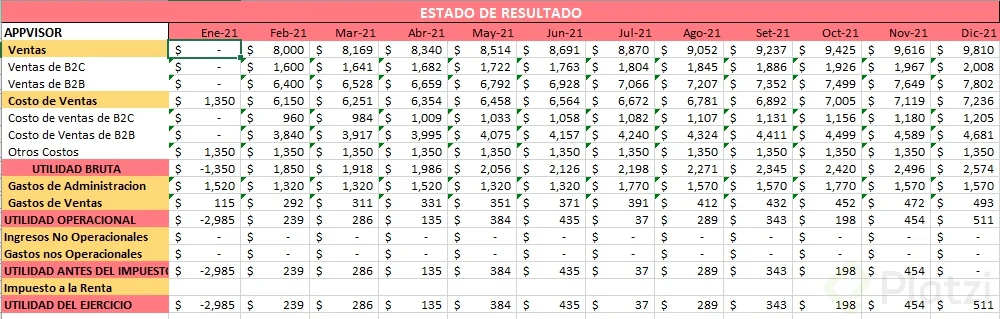 ESTADO DE RESULTADO
APPVISOR Ene-21 Feb-21 Mar-21 Abr-21 May-21 Jun-21 Jul-21 Ago-21 Set-21 Oct-21 Nov-21 Dic-21
Ventas $ - $ 8,000 $ 8,169 $ 8,340 $ 8,514 $ 8,691 $ 8,870 $ 9,052 $ 9,237 $ 9,425 $ 9,616 $ 9,810
Ventas de B2C $ - $ 1,600 $ 1,641 $ 1,682 $ 1,722 $ 1,763 $ 1,804 $ 1,845 $ 1,886 $ 1,926 $ 1,967 $ 2,008
Ventas de B2B $ - $ 6,400 $ 6,528 $ 6,659 $ 6,792 $ 6,928 $ 7,066 $ 7,207 $ 7,352 $ 7,499 $ 7,649 $ 7,802
Costo de Ventas $ 1,350 $ 6,150 $ 6,251 $ 6,354 $ 6,458 $ 6,564 $ 6,672 $ 6,781 $ 6,892 $ 7,005 $ 7,119 $ 7,236
Costo de ventas de B2C $ - $ 960 $ 984 $ 1,009 $ 1,033 $ 1,058 $ 1,082 $ 1,107 $ 1,131 $ 1,156 $ 1,180 $ 1,205
Costo de Ventas de B2B $ - $ 3,840 $ 3,917 $ 3,995 $ 4,075 $ 4,157 $ 4,240 $ 4,324 $ 4,411 $ 4,499 $ 4,589 $ 4,681
Otros Costos $ 1,350 $ 1,350 $ 1,350 $ 1,350 $ 1,350 $ 1,350 $ 1,350 $ 1,350 $ 1,350 $ 1,350 $ 1,350 $ 1,350
UTILIDAD BRUTA $ -1,350 $ 1,850 $ 1,918 $ 1,986 $ 2,056 $ 2,126 $ 2,198 $ 2,271 $ 2,345 $ 2,420 $ 2,496 $ 2,574
Gastos de Administracion $ 1,520 $ 1,320 $ 1,320 $ 1,520 $ 1,320 $ 1,320 $ 1,770 $ 1,570 $ 1,570 $ 1,770 $ 1,570 $ 1,570
Gastos de Ventas $ 115 $ 292 $ 311 $ 331 $ 351 $ 371 $ 391 $ 412 $ 432 $ 452 $ 472 $ 493
UTILIDAD OPERACIONAL $ -2,985 $ 239 $ 286 $ 135 $ 384 $ 435 $ 37 $ 289 $ 343 $ 198 $ 454 $ 511
Ingresos No Operacionales $ - $ - $ - $ - $ - $ - $ - $ - $ - $ - $ - $ -
Gastos nos Operacionales $ - $ - $ - $ - $ - $ - $ - $ - $ - $ - $ - $ -
UTILIDAD ANTES DEL IMPUESTO $ -2,985 $ 239 $ 286 $ 135 $ 384 $ 435 $ 37 $ 289 $ 343 $ 198 $ 454 $ -
Impuesto a la Renta
UTILIDAD DEL EJERCICIO $ -2,985 $ 239 $ 286 $ 135 $ 384 $ 435 $ 37 $ 289 $ 343 $ 198 $ 454 $ 511
Platzi